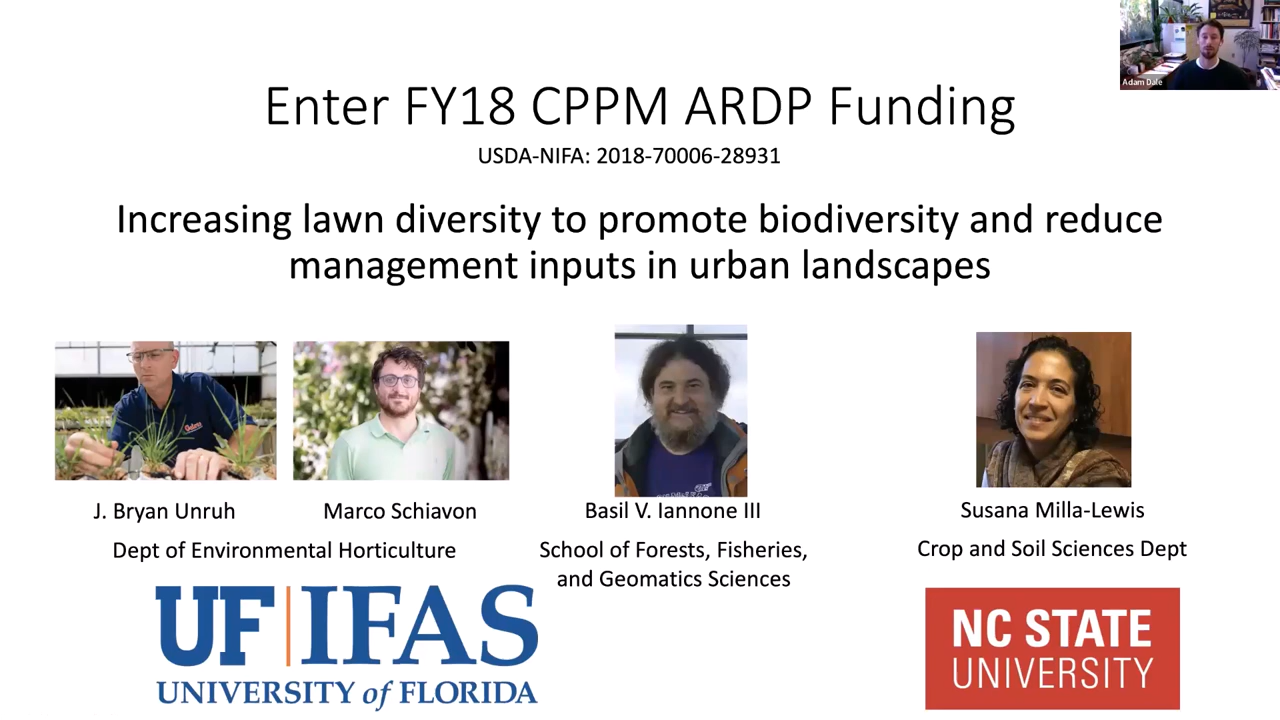 Adam Dale
Enter FY18 CPPM ARDP Funding
USDA-NIFA: 2018-70006-28931
Increasing lawn diversity to promote biodiversity and reduce
management inputs in urban landscapes
J. Bryan Unruh
Marco Schiavon
Basil V. Iannone III
Susana Milla-Lewis
Dept of Environmental Horticulture
School of Forests, Fisheries,
and Geomatics Sciences
Crop and Soil Sciences Dept
UF|IFAS
UNIVERSITY of FLORIDA
NC STATE
UNIVERSITY